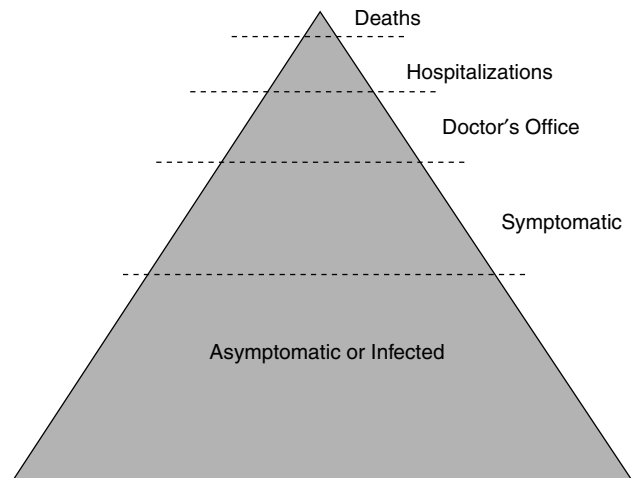 Deaths
Hospitalizations
Doctor′s Office
Symptomatic
Asymptomatic or Infected